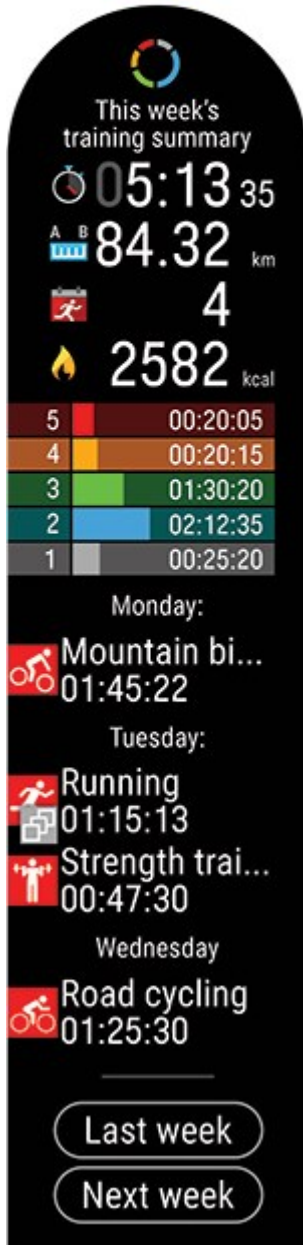 This week's
training summary
05:13 35
A B
84.32 km
4
2582 kcal
5 00:20:05
4 00:20:15
3 01:30:20
2 02:12:35
1 00:25:20
Monday:
Mountain bi...
01:45:22
Tuesday:
Running
01:15:13
Strength trai...
00:47:30
Wednesday
Road cycling
01:25:30
Last week
Next week